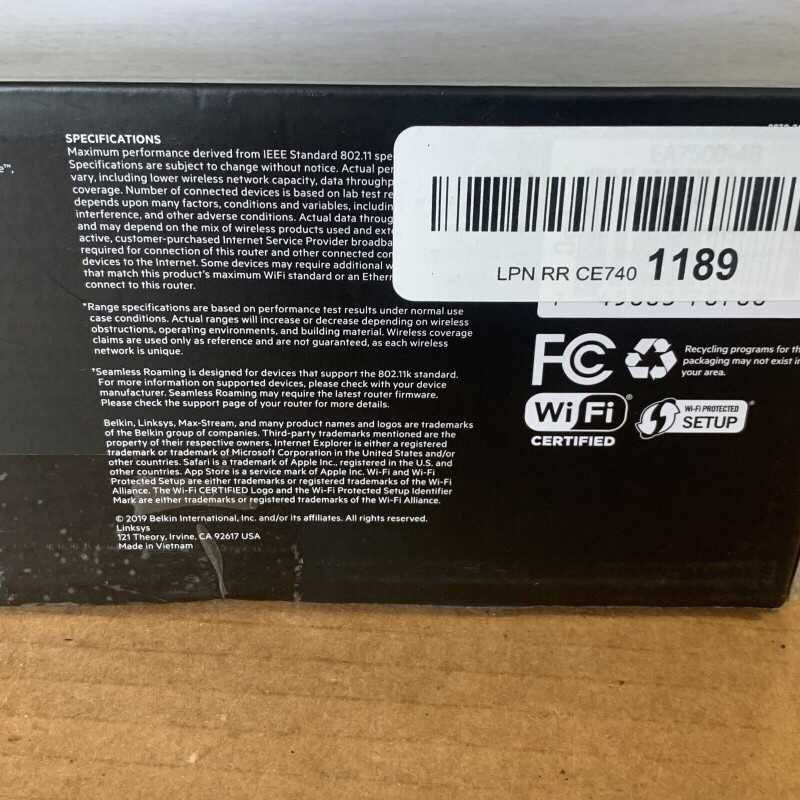 e™,
SPECIFICATIONS
Maximum performance derived from IEEE Standard 802.11 spe
Specifications are subject to change without notice. Actual per
vary, including lower wireless network capacity, data throughp
coverage. Number of connected devices is based on lab test re
depends upon many factors, conditions and variables, includin
interference, and other adverse conditions. Actual data throug
and may depend on the mix of wireless products used and exte
active, customer-purchased Internet Service Provider broadba
required for connection of this router and other connected con
devices to the Internet. Some devices may require additional w
that match this product's maximum WiFi standard or an Ethern
connect to this router.
*Range specifications are based on performance test results under normal use
case conditions. Actual ranges will increase or decrease depending on wireless
obstructions, operating environments, and building material. Wireless coverage
claims are used only as reference and are not guaranteed, as each wireless
network is unique.
†Seamless Roaming is designed for devices that support the 802.11k standard.
For more information on supported devices, please check with your device
manufacturer. Seamless Roaming may require the latest router firmware.
Please check the support page of your router for more details.
Belkin, Linksys, Max-Stream, and many product names and logos are trademarks
of the Belkin group of companies. Third-party trademarks mentioned are the
property of their respective owners. Internet Explorer is either a registered
trademark or trademark of Microsoft Corporation in the United States and/or
other countries. Safari is a trademark of Apple Inc., registered in the U.S. and
other countries. App Store is a service mark of Apple Inc. Wi-Fi and Wi-Fi
Protected Setup are either trademarks or registered trademarks of the Wi-Fi
Alliance. The Wi-Fi CERTIFIED Logo and the Wi-Fi Protected Setup Identifier
Mark are either trademarks or registered trademarks of the Wi-Fi Alliance.
© 2019 Belkin International, Inc. and/or its affiliates. All rights reserved.
Linksys
121 Theory, Irvine, CA 92617 USA
Made in Vietnam
LPN RR CE740 1189
FC
Recycling programs for th
packaging may not exist in
your area.
Wi Fi
CERTIFIED
WI-FI PROTECTED
SETUP